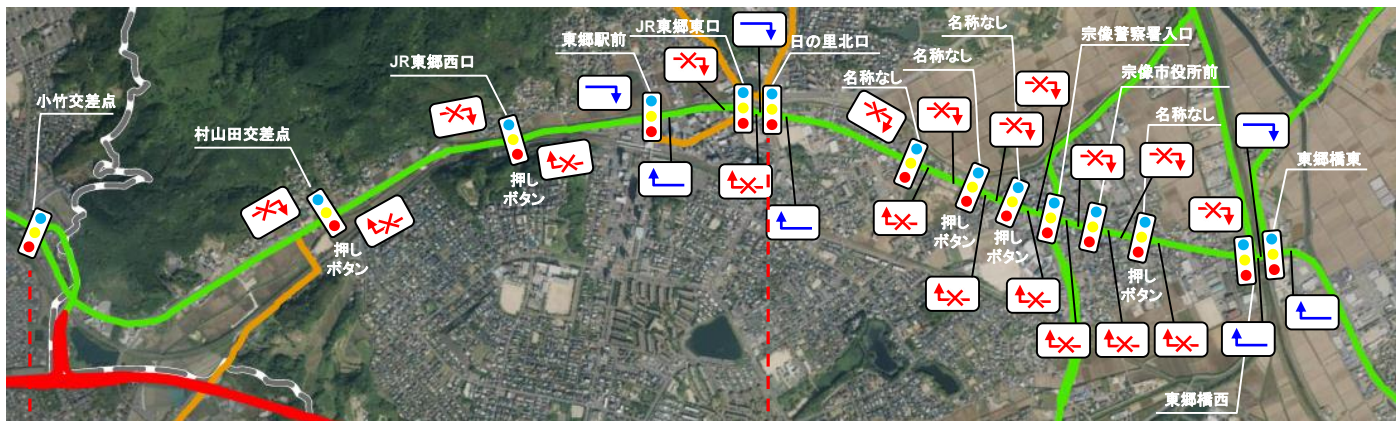 小竹交差点
村山田交差点
押し
ボタン
JR東郷西口
押し
ボタン
東郷駅前
JR東郷東口
日の里北口
名称なし
名称なし
押し
ボタン
名称なし
押し
ボタン
宗像警察署入口
宗像市役所前
名称なし
押し
ボタン
東郷橋西
東郷橋東